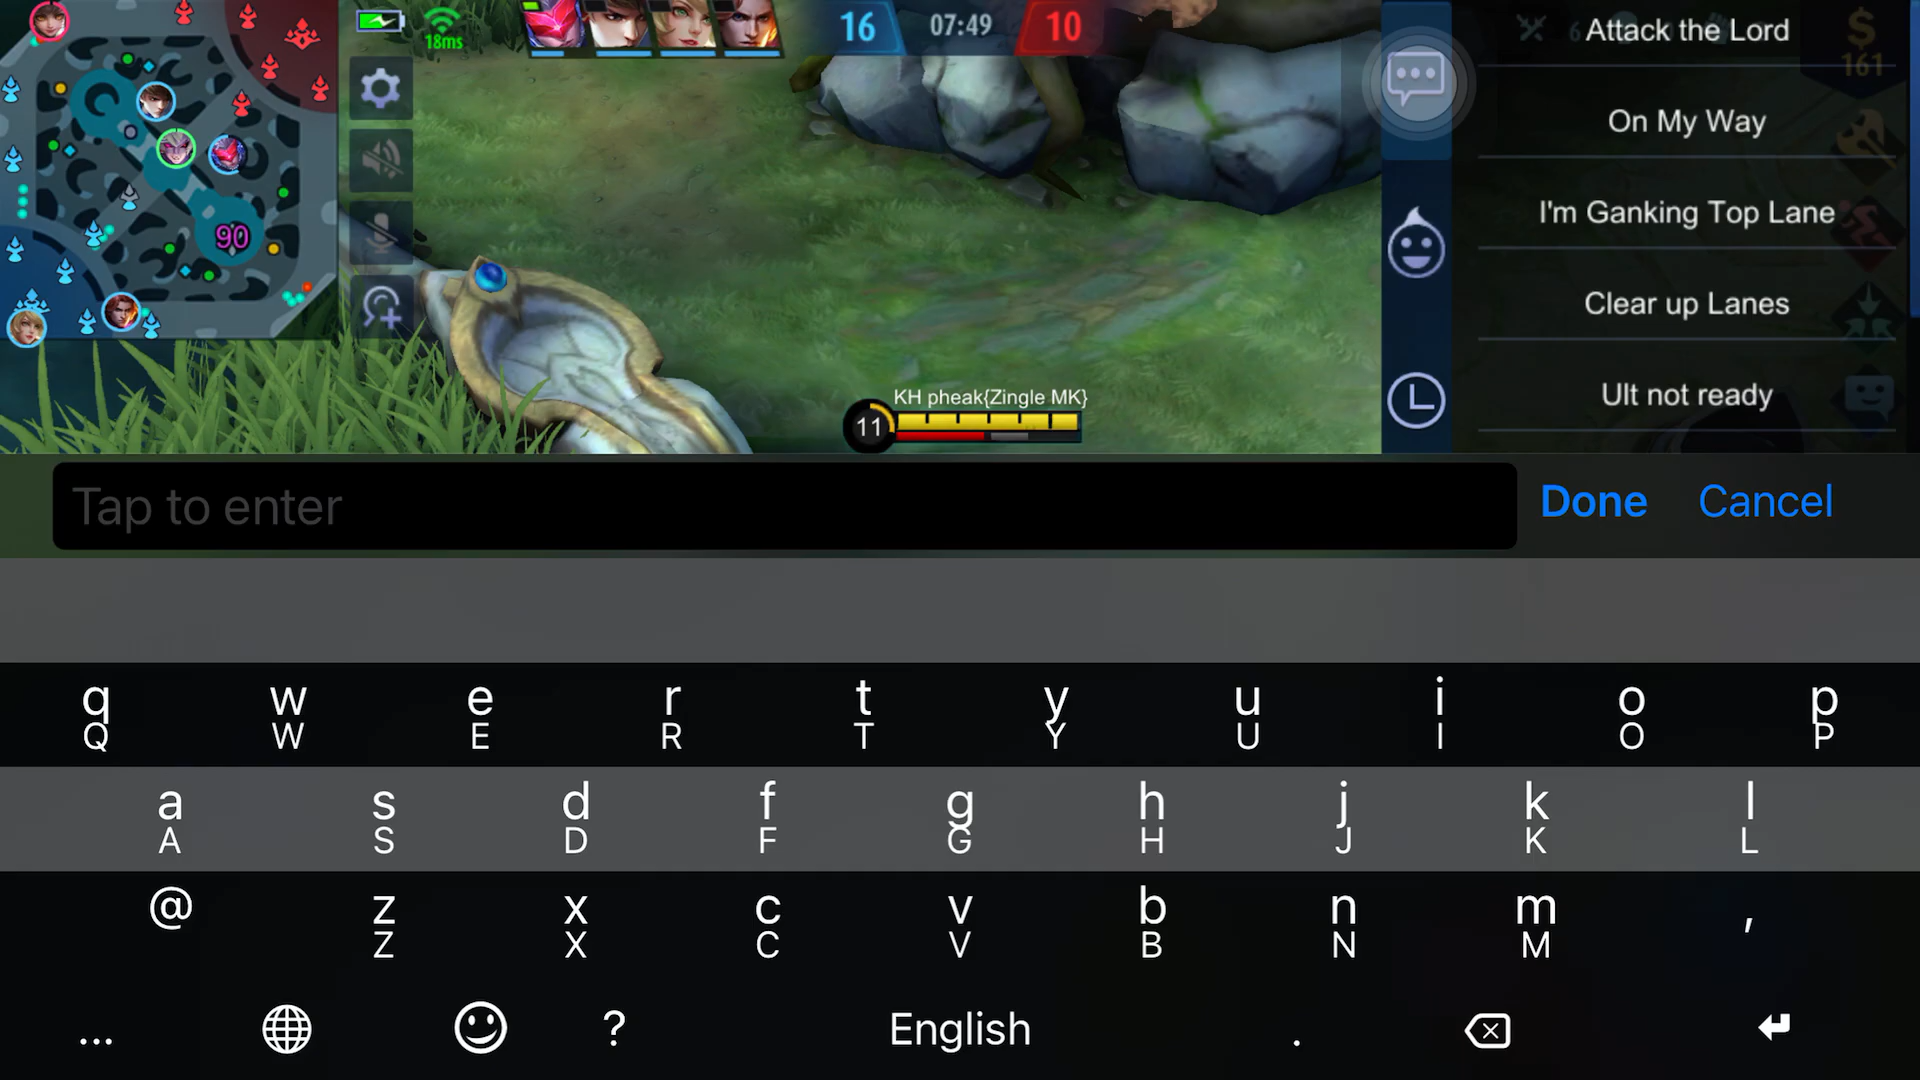 18ms
16
07:49
10
161
90
Attack the Lord
On My Way
I'm Ganking Top Lane
Clear up Lanes
Ult not ready
KH pheak{Zingle MK}
11
Tap to enter
Done
Cancel
q w e r t y u i o p
Q W E R T Y U I O P
a s d f g h j k l
A S D F G H J K L
@ z x c v b n m ,
Z X C V B N M
... ? English .